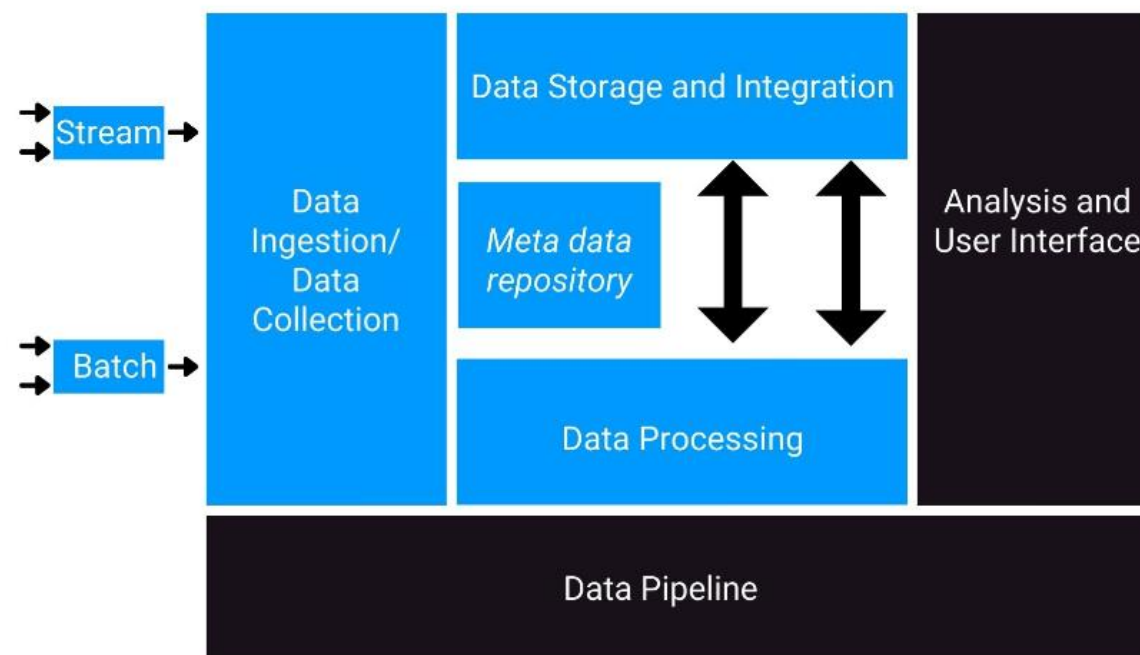 Stream
Batch
Data
Ingestion/
Data
Collection
Data Storage and Integration
Meta data
repository
Data Processing
Analysis and
User Interface
Data Pipeline